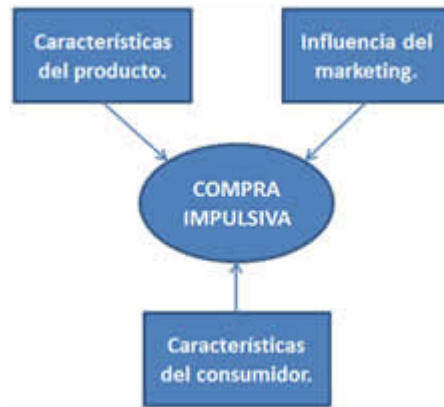 Características
del producto.
Influencia del
marketing.
COMPRA
IMPULSIVA
Características
del consumidor.